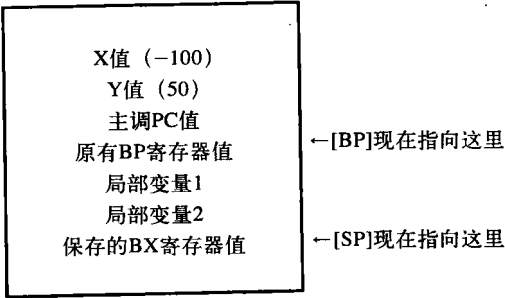 X值（-100）
Y值（50）
主调PC值
原有BP寄存器值
←[BP]现在指向这里
局部变量1
局部变量2
保存的BX寄存器值
←[SP]现在指向这里